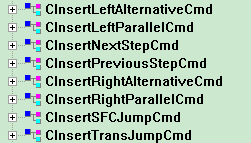 CInsertLeftAlternativeCmd
CInsertLeftParallelCmd
CInsertNextStepCmd
CInsertPreviousStepCmd
CInsertRightAlternativeCmd
CInsertRightParallelCmd
CInsertSFCJumpCmd
CInsertTransJumpCmd